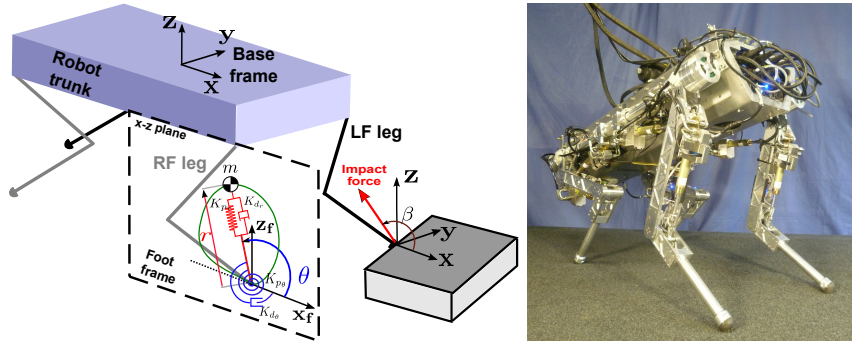 z
y
Base
frame
x
Robot
trunk
x-z plane
LF leg
RF leg
m
Impact
force
z
β
K_{p_r}
K_{d_r}
z_f
y
r
x
Foot
frame
K_{p_θ}
θ
K_{d_θ}
x_f